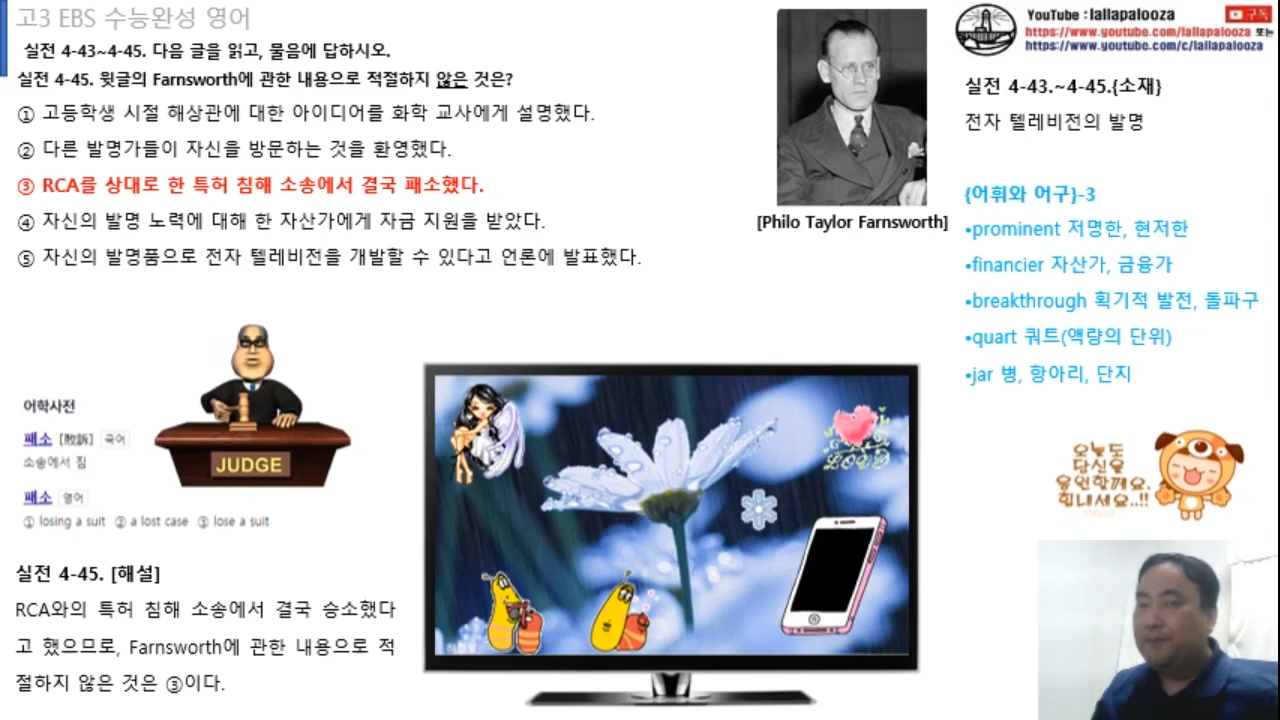 고3 EBS 수능완성 영어
실전 4-43~4-45. 다음 글을 읽고, 물음에 답하시오.
실전 4-45. 윗글의 Farnsworth에 관한 내용으로 적절하지 않은 것은?
① 고등학생 시절 해상관에 대한 아이디어를 화학 교사에게 설명했다.
② 다른 발명가들이 자신을 방문하는 것을 환영했다.
③ RCA를 상대로 한 특허 침해 소송에서 결국 패소했다.
④ 자신의 발명 노력에 대해 한 자산가에게 자금 지원을 받았다.
⑤ 자신의 발명품으로 전자 텔레비전을 개발할 수 있다고 언론에 발표했다.
[Philo Taylor Farnsworth]
YouTube : lallapalooza
구독
https://www.youtube.com/lallapalooza 또는
https://www.youtube.com/c/lallapalooza
실전 4-43.~4-45.{소재}
전자 텔레비전의 발명
{어휘와 어구}-3
•prominent 저명한, 현저한
•financier 자산가, 금융가
•breakthrough 획기적 발전, 돌파구
•quart 쿼트(액량의 단위)
•jar 병, 항아리, 단지
어학사전
패소 [敗訴] 국어
소송에서 짐
패소 영어
① losing a suit ② a lost case ③ lose a suit
JUDGE
오늘도
당신을
응원할께요.
힘내세요..!!
실전 4-45. [해설]
RCA와의 특허 침해 소송에서 결국 승소했다
고 했으므로, Farnsworth에 관한 내용으로 적
절하지 않은 것은 ③이다.